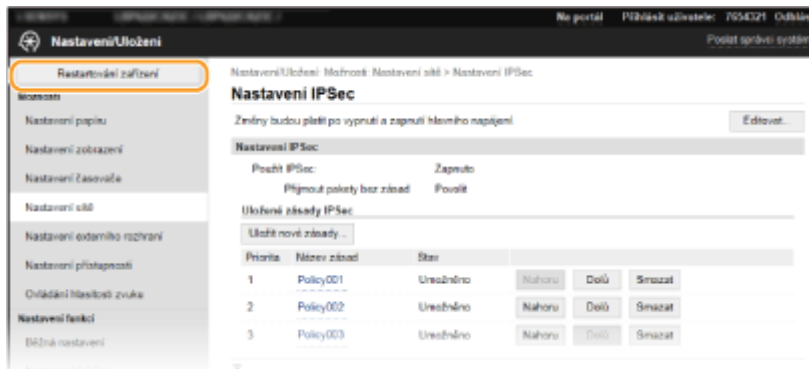 Na portál Přihlásit uživatele: 7654321 Odhlás
Nastavení/Uložení
Poslat správci systém
Restartování zařízení
Nastavení/Uložení: Možnosti: Nastavení sítě > Nastavení IPSec
Možnosti
Nastavení IPSec
Nastavení papíru
Změny budou platit po vypnutí a zapnutí hlavního napájení.
Editovat...
Nastavení zobrazení
Nastavení IPSec
Nastavení časovače
Použít IPSec: Zapnuto
Přijmout pakety bez zásad Povolit
Nastavení sítě
Uložené zásady IPSec
Nastavení externího rozhraní
Uložit nové zásady...
Priorita Název zásad Stav
Nastavení přístupnosti
1 Policy001 Umožněno Nahoru Dolů Smazat
Ovládání hlasitosti zvuku
2 Policy002 Umožněno Nahoru Dolů Smazat
Nastavení funkcí
3 Policy003 Umožněno Nahoru Dolů Smazat
Běžná nastavení